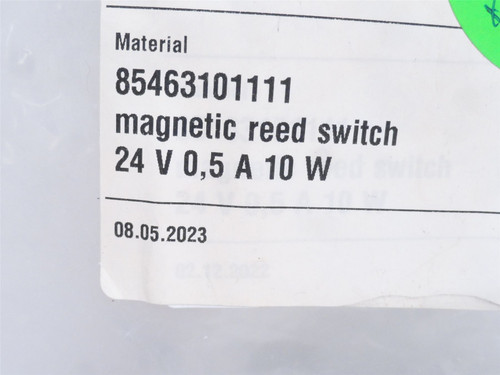 Material
85463101111
magnetic reed switch
24 V 0,5 A 10 W
08.05.2023